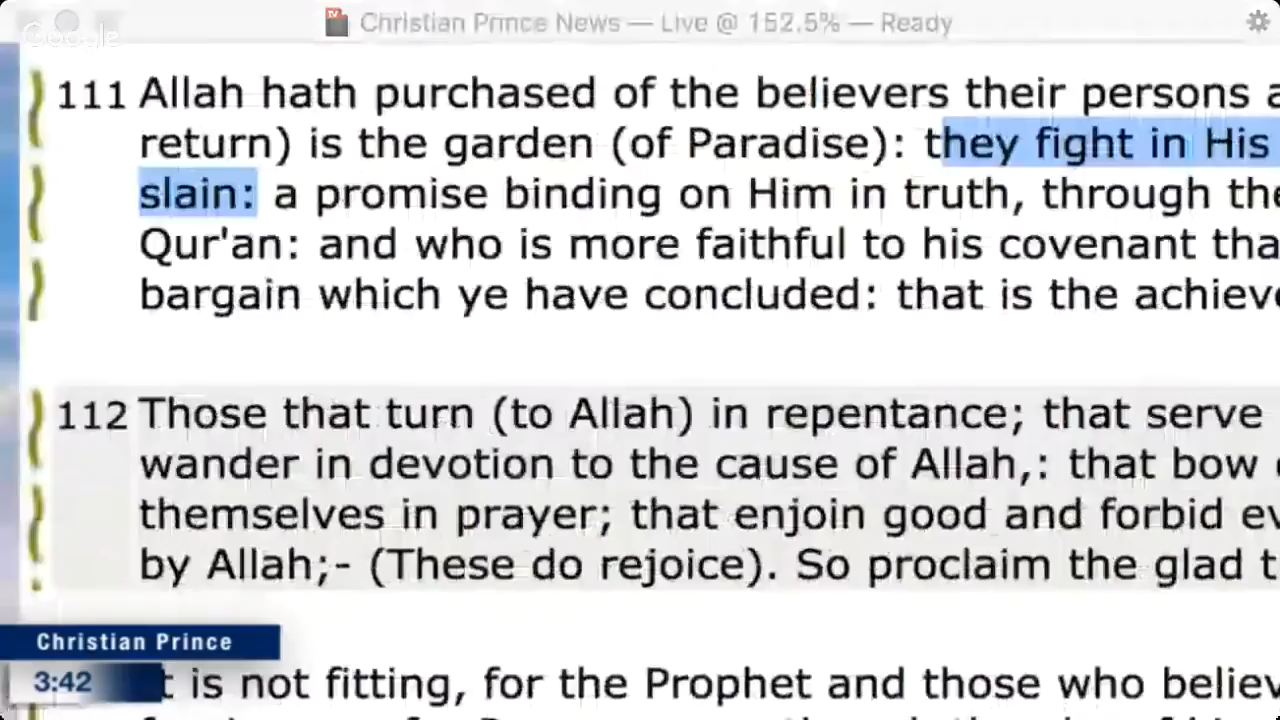 Christian Prince News — Live @ 152.5% — Ready
Google
111 Allah hath purchased of the believers their persons a
return) is the garden (of Paradise): they fight in His
slain: a promise binding on Him in truth, through the
Qur'an: and who is more faithful to his covenant tha
bargain which ye have concluded: that is the achieve
112 Those that turn (to Allah) in repentance; that serve
wander in devotion to the cause of Allah,: that bow
themselves in prayer; that enjoin good and forbid ev
by Allah;- (These do rejoice). So proclaim the glad t
Christian Prince
3:42
t is not fitting, for the Prophet and those who believ